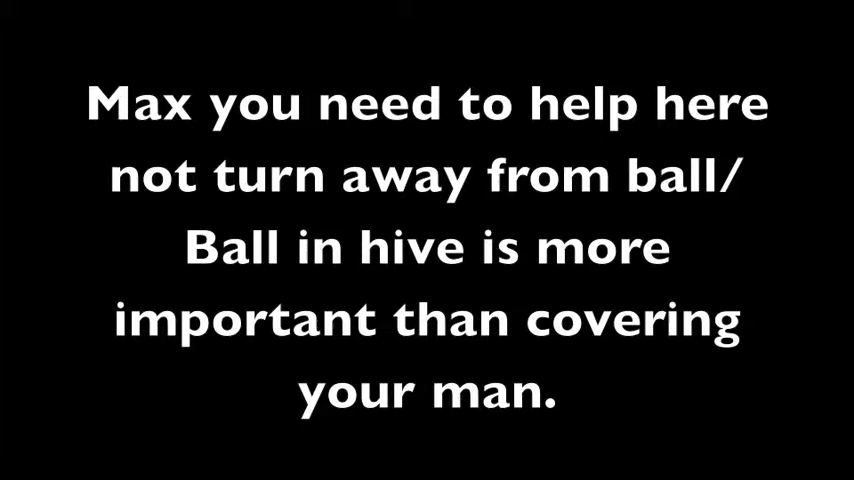 Max you need to help here
not turn away from ball/
Ball in hive is more
important than covering
your man.